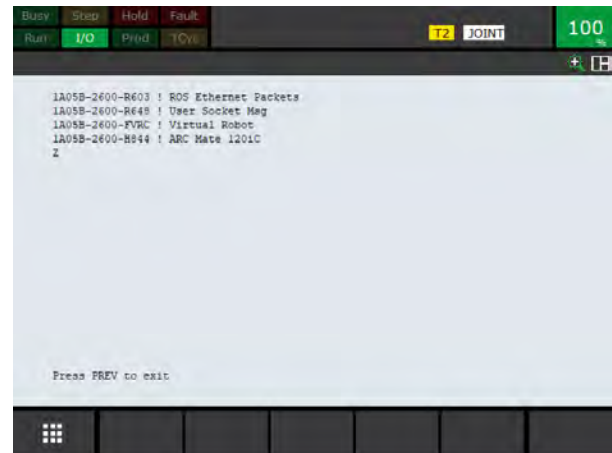 Busy Step Hold Fault
Run I/O Prod TCyc
T2 JOINT
100
%
1A05B-2600-R603 ! ROS Ethernet Packets
1A05B-2600-R648 ! User Socket Msg
1A05B-2600-FVRC ! Virtual Robot
1A05B-2600-H844 ! ARC Mate 120iC
Z
Press PREV to exit